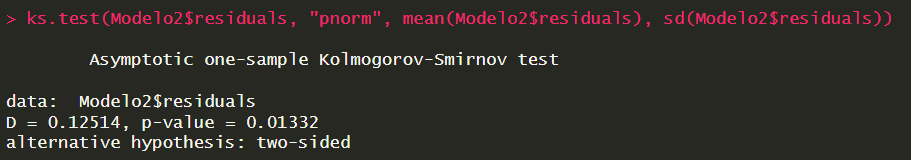 > ks.test(Modelo2$residuals, "pnorm", mean(Modelo2$residuals), sd(Modelo2$residuals))
Asymptotic one-sample Kolmogorov-Smirnov test
data:  Modelo2$residuals
D = 0.12514, p-value = 0.01332
alternative hypothesis: two-sided